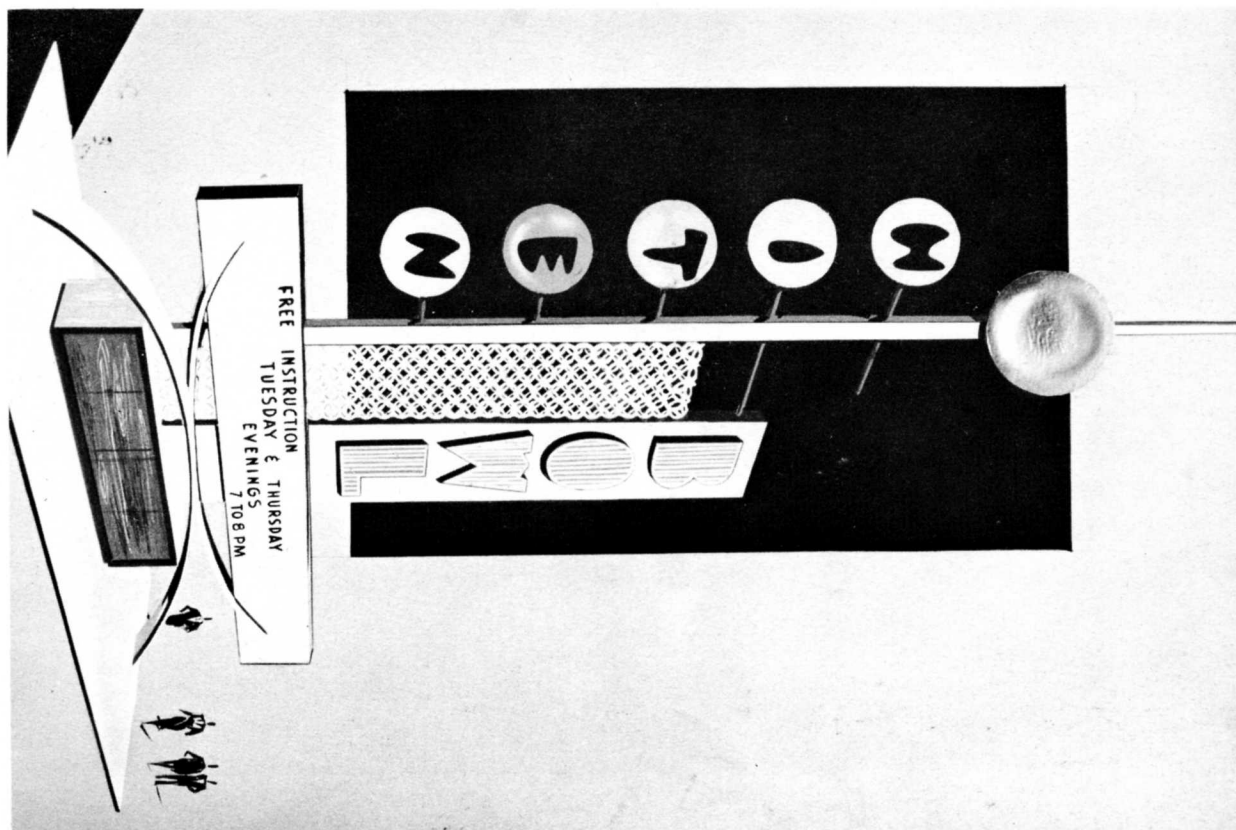 BOWL
FREE INSTRUCTION
TUESDAY & THURSDAY
EVENINGS
7 TO 8 PM